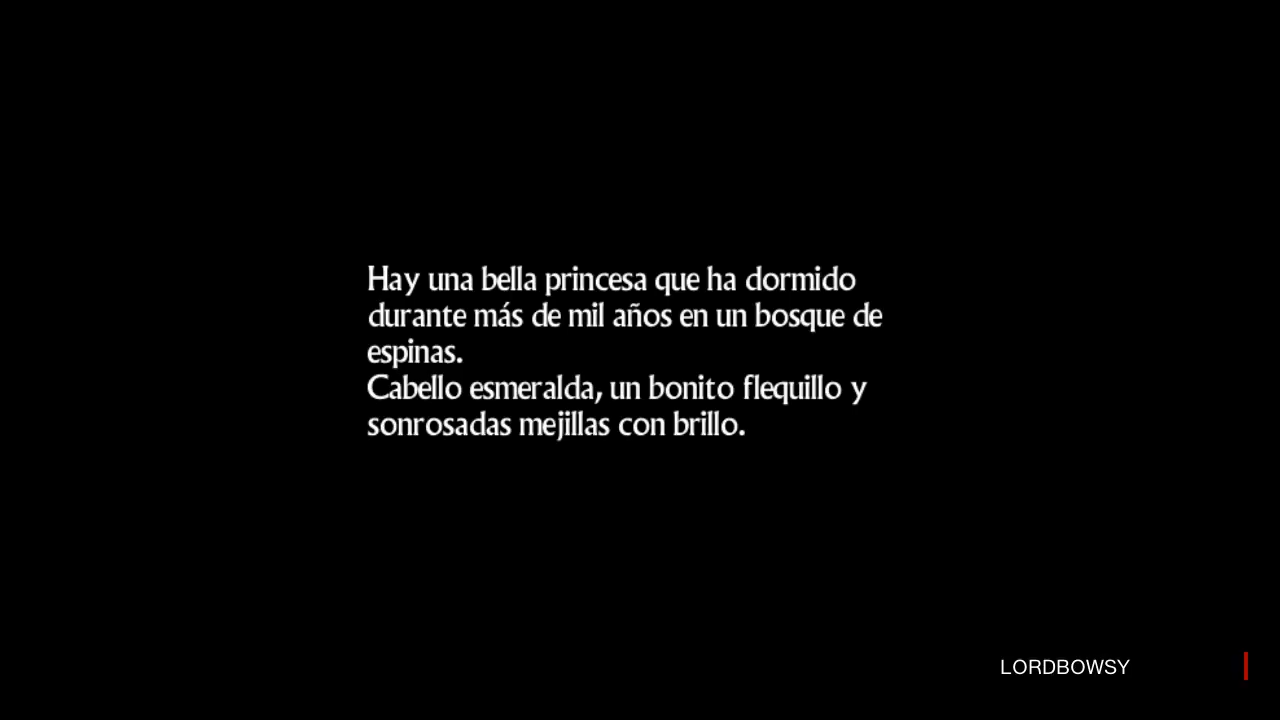 Hay una bella princesa que ha dormido
durante más de mil años en un bosque de
espinas.
Cabello esmeralda, un bonito flequillo y
sonrosadas mejillas con brillo.
LORDBOWSY